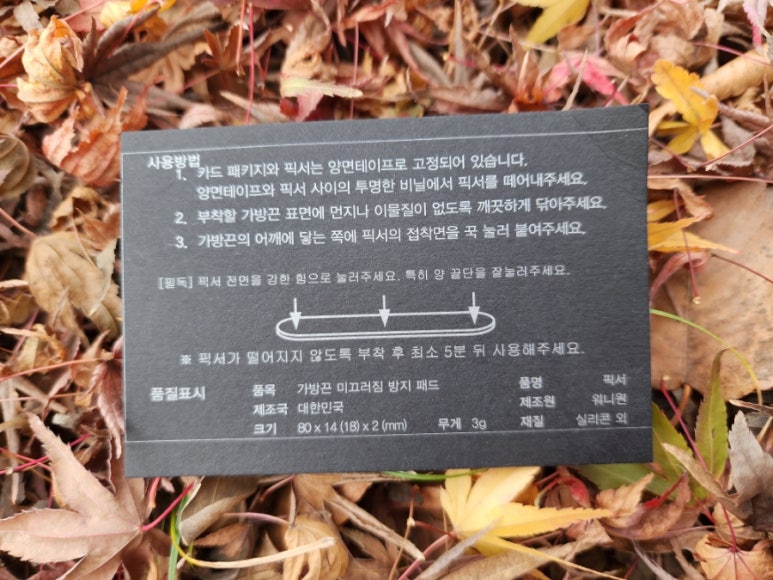 사용방법
1. 카드 패키지와 픽서는 양면테이프로 고정되어 있습니다.
양면테이프와 픽서 사이의 투명한 비닐에서 픽서를 떼어내주세요.
2. 부착할 가방끈 표면에 먼지나 이물질이 없도록 깨끗하게 닦아주세요.
3. 가방끈의 어깨에 닿는 쪽에 픽서의 접착면을 꾹 눌러 붙여주세요.
[필독] 픽서 전면을 강한 힘으로 눌러주세요. 특히 양 끝단을 잘눌러주세요.
※ 픽서가 떨어지지 않도록 부착 후 최소 5분 뒤 사용해주세요.
품질표시 품목 가방끈 미끄러짐 방지 패드 품명 픽서
제조국 대한민국 제조원 워니원
크기 80 x 14 (18) x 2 (mm) 무게 3g 재질 실리콘 외